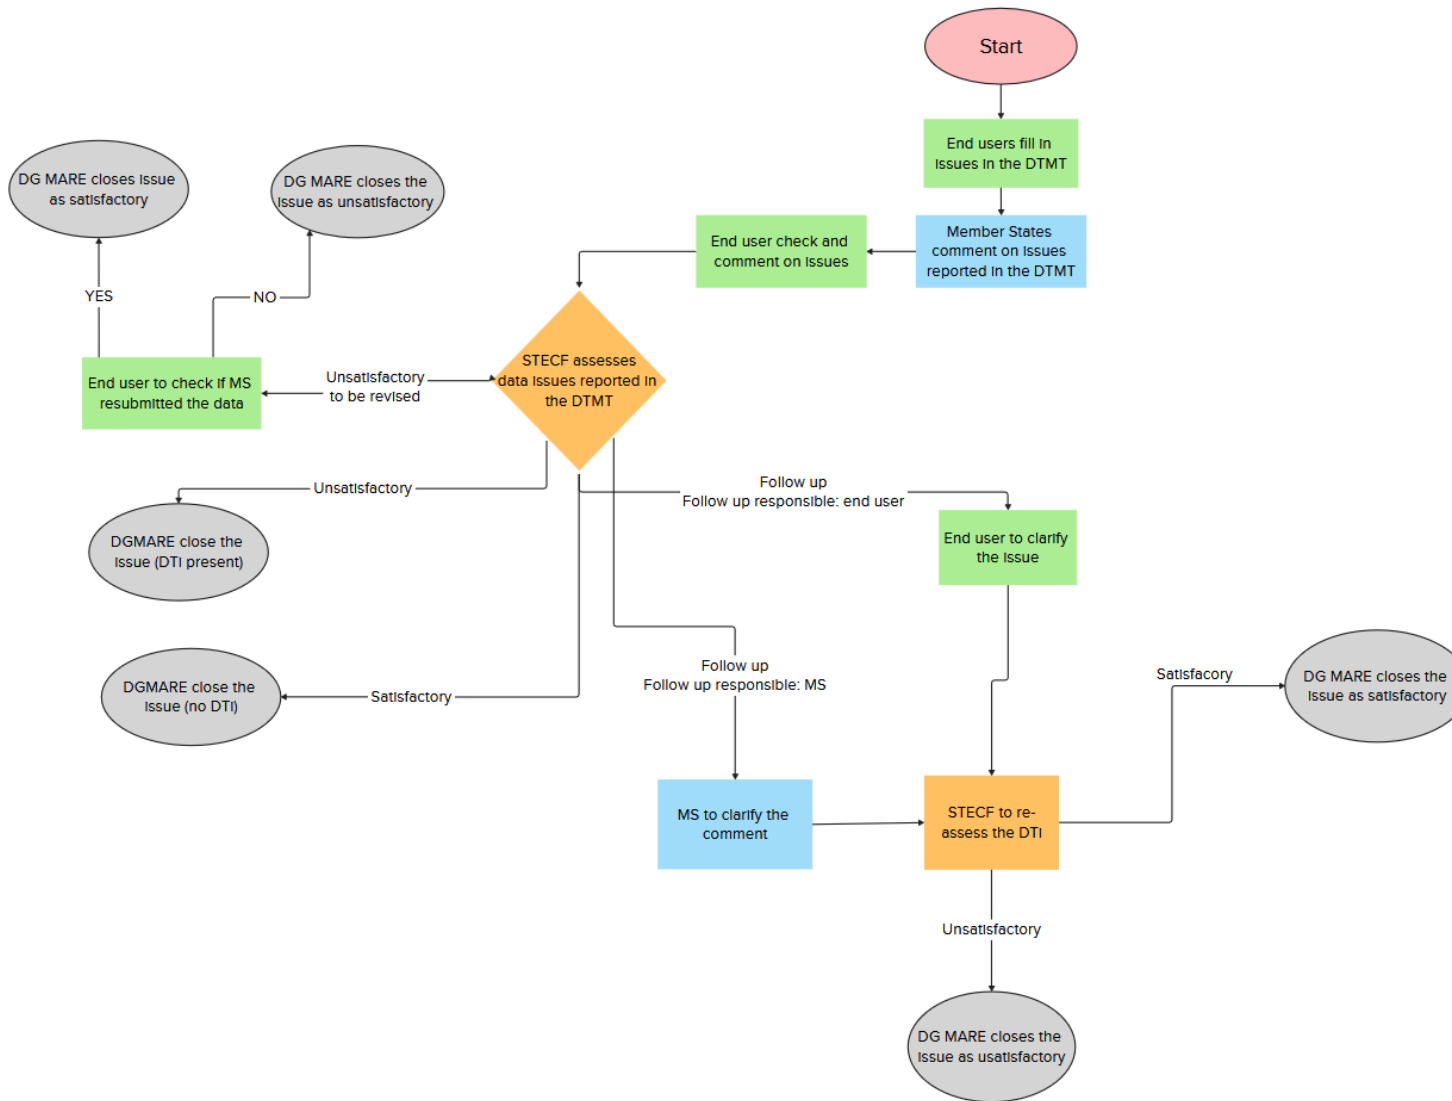 Start
End users fill in
issues in the DTMT
Member States
comment on issues
reported in the DTMT
End user check and
comment on issues
DG MARE closes issue
as satisfactory
DG MARE closes the
issue as unsatisfactory
YES
NO
End user to check if MS
resubmitted the data
Unsatisfactory
to be revised
STECF assesses
data issues reported in
the DTMT
Unsatisfactory
DGMARE close the
issue (DTi present)
Follow up
Follow up responsible: end user
End user to clarify
the issue
DGMARE close the
issue (no DTi)
Satisfactory
Follow up
Follow up responsible: MS
Satisfacory
DG MARE closes the
issue as satisfactory
MS to clarify the
comment
STECF to re-
assess the DTi
Unsatisfactory
DG MARE closes the
issue as usatisfactory